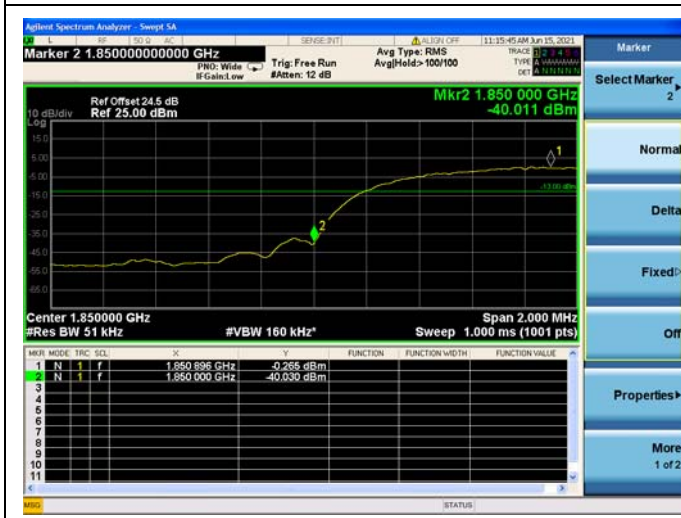 Agilent Spectrum Analyzer - Swept SA
L RF 50 Ω AC SENSE:INT ALIGN OFF 11:15:45 AM Jun 15, 2021
Marker 2 1.850000000000 GHz
PNO: Wide
IFGain:Low
Trig: Free Run
#Atten: 12 dB
Avg Type: RMS
Avg|Hold:>100/100
TRACE 1 2 3 4 5 6
TYPE A WWWWW
DET A N N N N N
Mkr2 1.850 000 GHz
-40.011 dBm
Ref Offset 24.5 dB
Ref 25.00 dBm
10 dB/div
Log
15.0
5.00
-5.00
-15.0
-25.0
-35.0
-45.0
-55.0
-65.0
1
2
-13.00 dBm
Center 1.850000 GHz
Span 2.000 MHz
#Res BW 51 kHz
#VBW 160 kHz*
Sweep 1.000 ms (1001 pts)
MKR MODE TRC SCL X Y FUNCTION FUNCTION WIDTH FUNCTION VALUE
1 N 1 f 1.850 896 GHz -0.265 dBm
2 N 1 f 1.850 000 GHz -40.030 dBm
3
4
5
6
7
8
9
10
11
MSG
STATUS
Marker
Select Marker
2
Normal
Delta
Fixed
Off
Properties
More
1 of 2